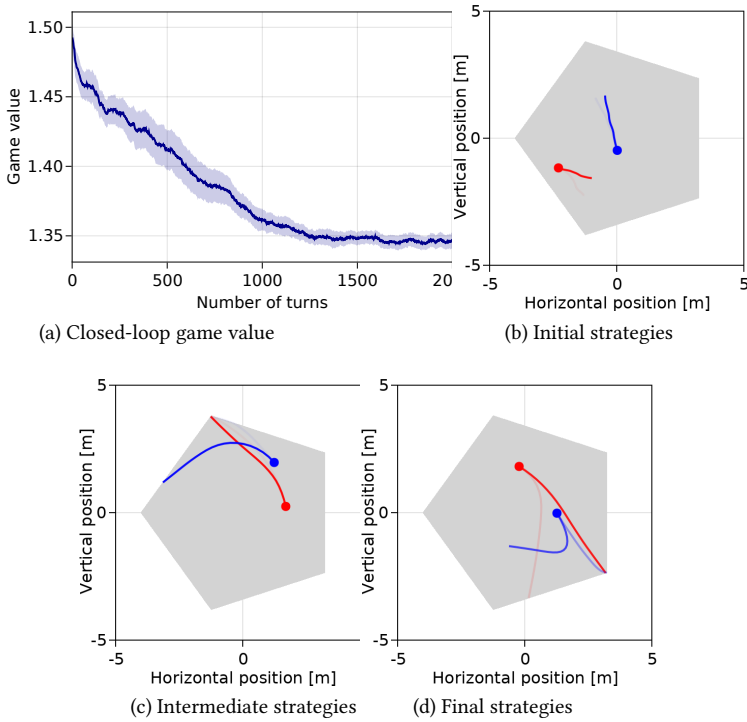 1.50
1.45
1.40
1.35
Game value
0 500 1000 1500 20
Number of turns
(a) Closed-loop game value
5
0
-5
Vertical position [m]
-5 0 5
Horizontal position [m]
(b) Initial strategies
5
0
-5
Vertical position [m]
-5 0
Horizontal position [m]
(c) Intermediate strategies
5
0
-5
Vertical position [m]
-5 0 5
Horizontal position [m]
(d) Final strategies